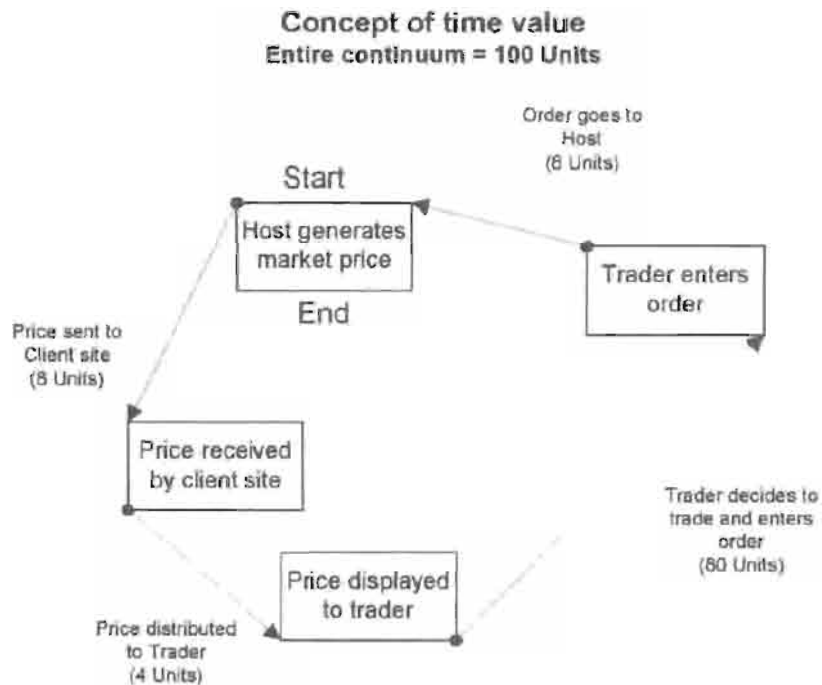 Concept of time value
Entire continuum = 100 Units
Order goes to
Host
(8 Units)
Start
Host generates
market price
End
Trader enters
order
Price sent to
Client site
(8 Units)
Price received
by client site
Trader decides to
trade and enters
order
(80 Units)
Price displayed
to trader
Price distributed
to Trader
(4 Units)